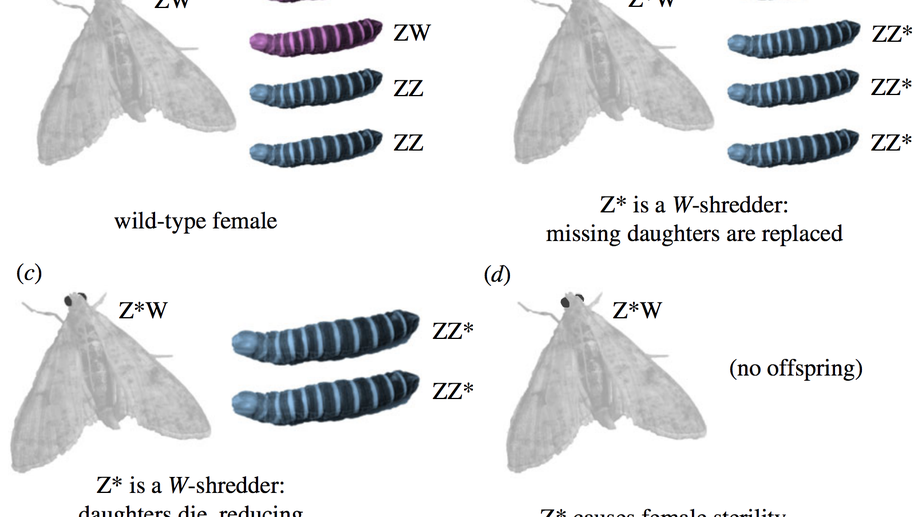 ZW
Z*W
ZW
ZZ*
ZZ
ZZ*
ZZ
ZZ*
wild-type female
Z* is a W-shredder:
missing daughters are replaced
(c)
(d)
Z*W
ZZ*
ZZ*
Z*W
(no offspring)
Z* is a W-shredder:
daughters die, reducing
Z* causes female sterility